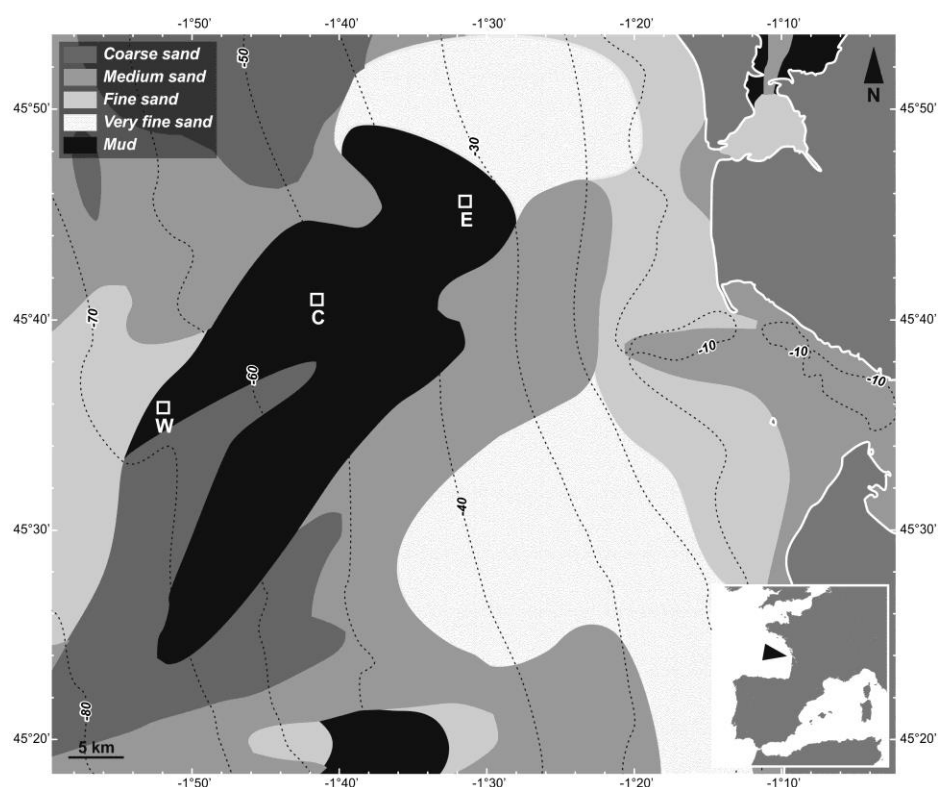 -1°50' -1°40' -1°30' -1°20' -1°10'
Coarse sand
Medium sand
Fine sand
Very fine sand
Mud
-50
N
45°50' 45°50'
-30
E
C
45°40' 45°40'
-70
-10
-10
-10
-60
W
-40
45°30' 45°30'
-80
45°20' 45°20'
5 km
-1°50' -1°40' -1°30' -1°20' -1°10'